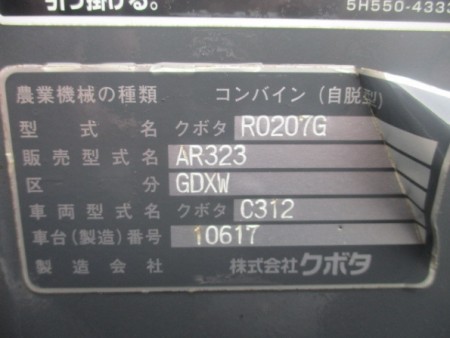 引っ掛ける。
5H550-4333
農業機械の種類 コンバイン(自脱型)
型式名 クボタ R0207G
販売型式名 AR323
区分 GDXW
車両型式名 クボタ C312
車台(製造)番号 10617
製造会社 株式会社クボタ